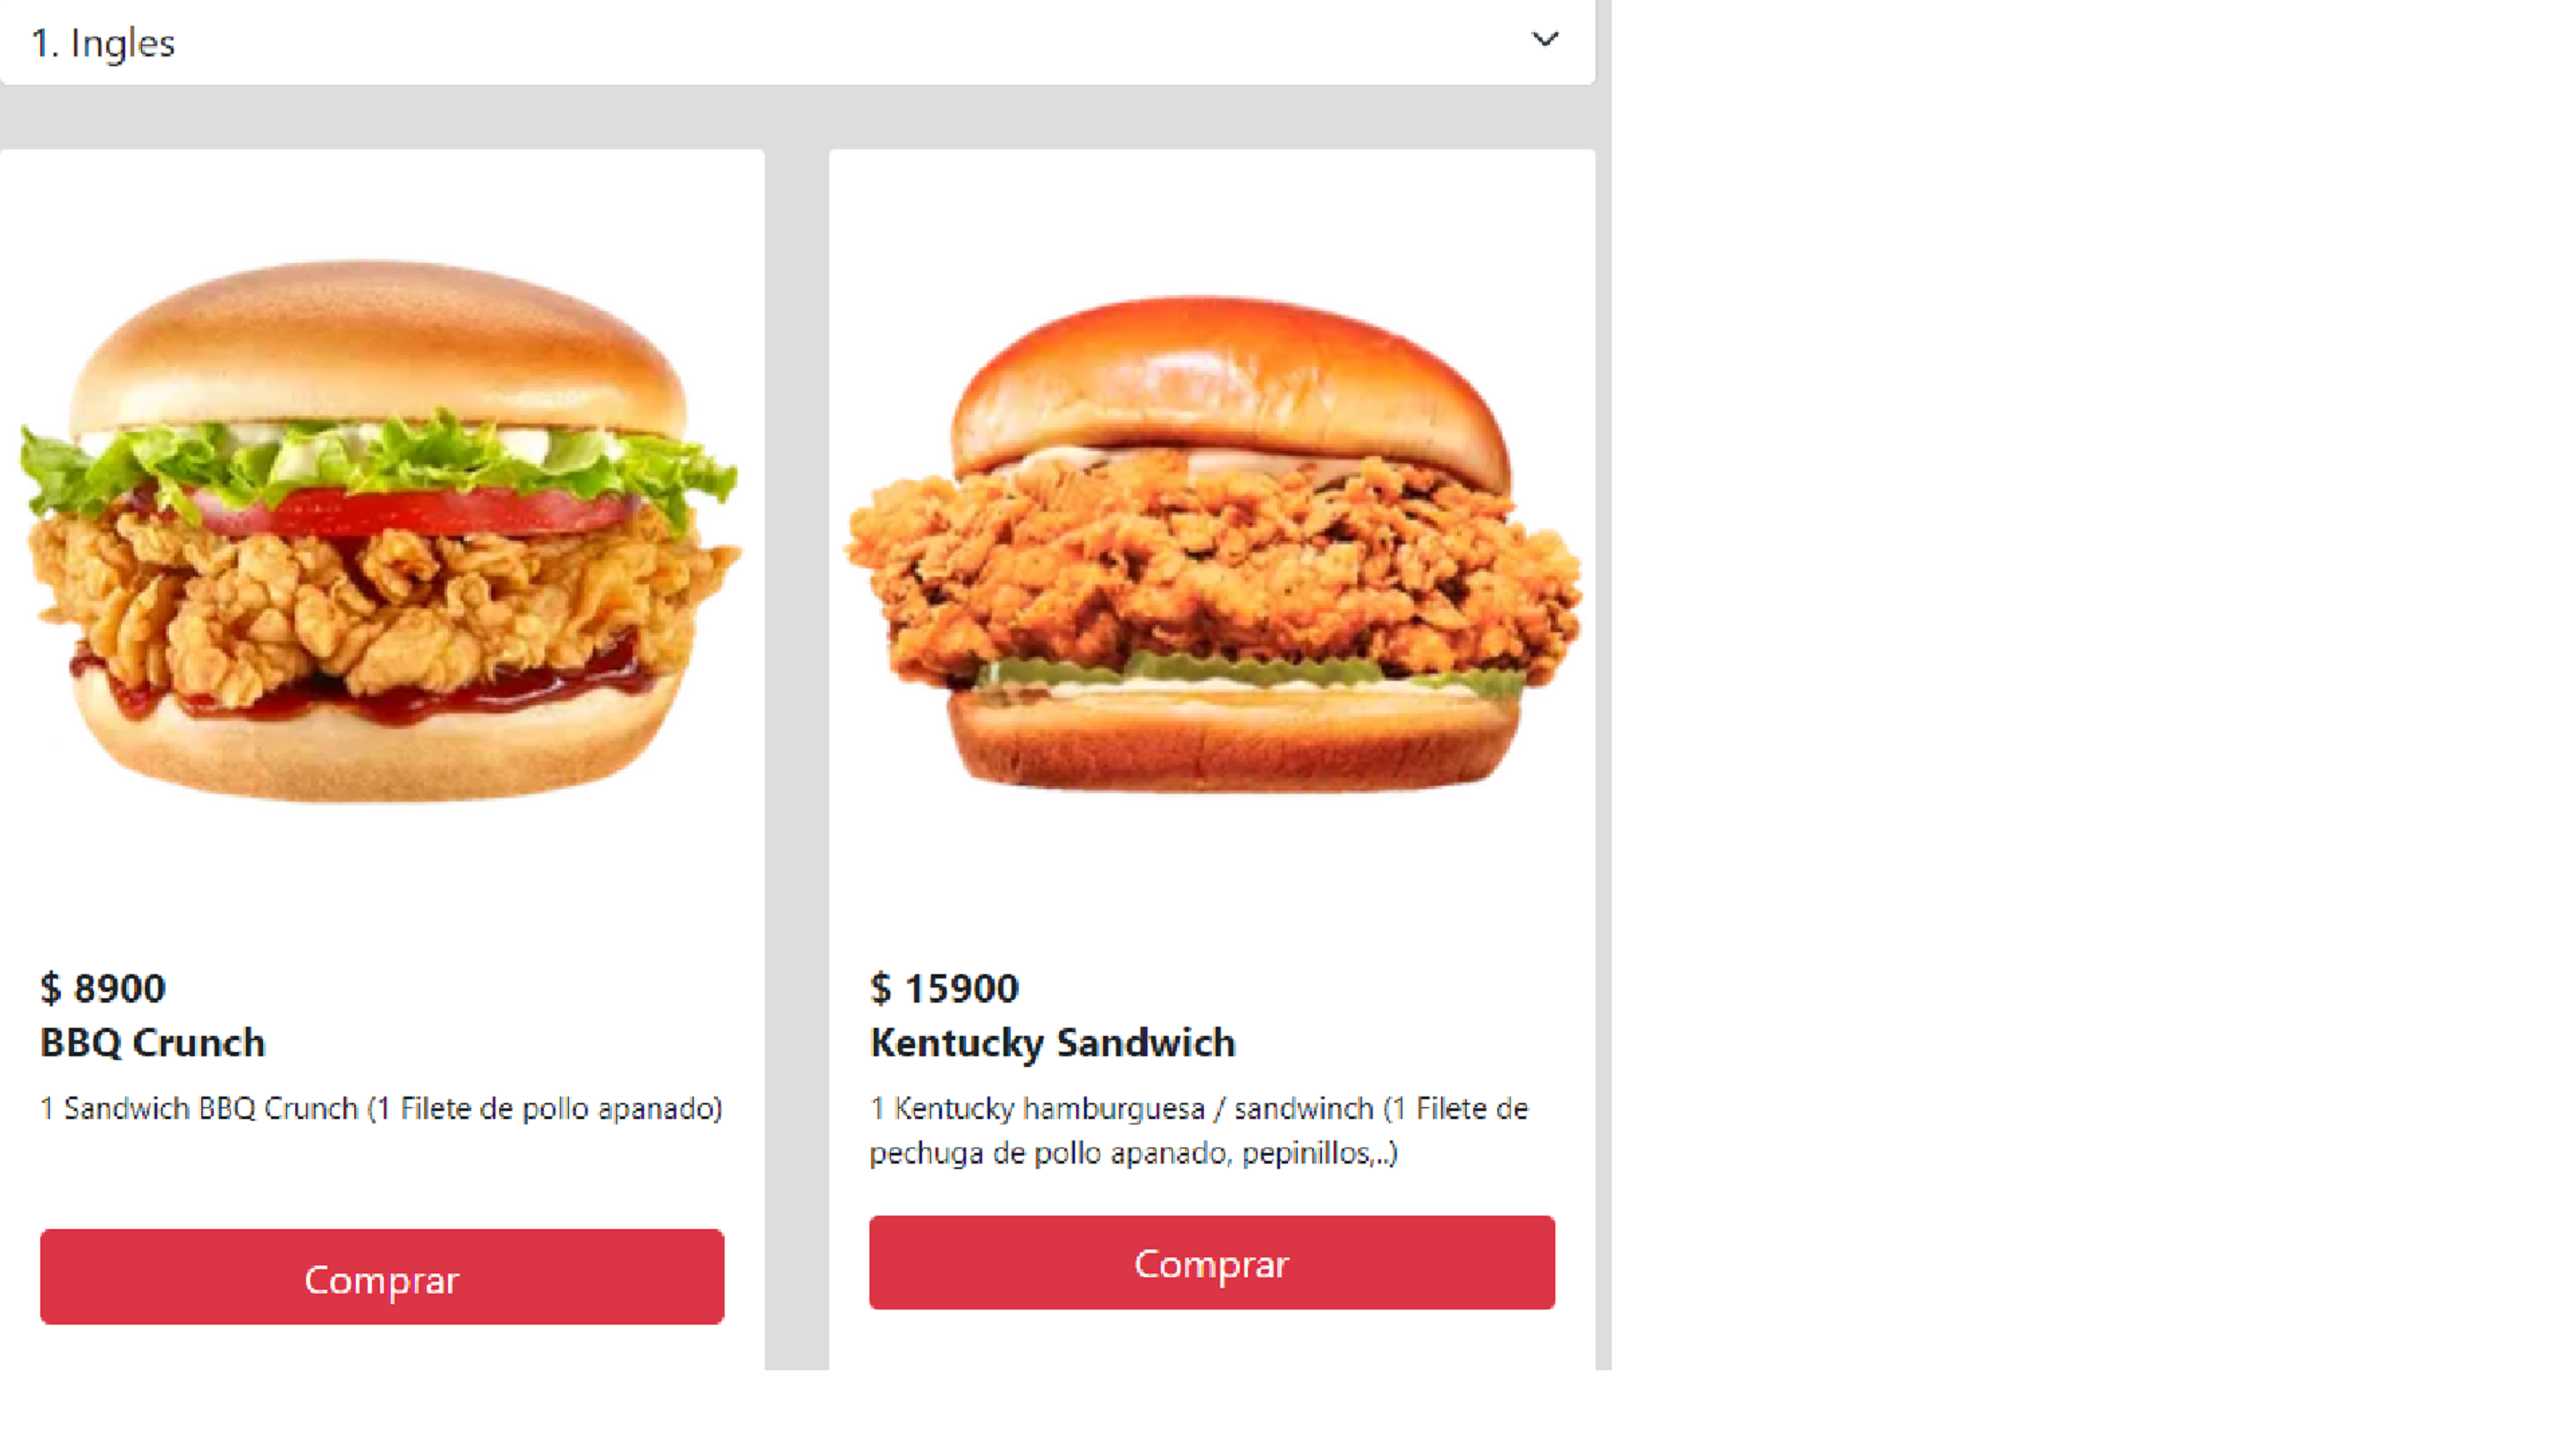 1. Ingles
$ 8900
BBQ Crunch
1 Sandwich BBQ Crunch (1 Filete de pollo apanado)
Comprar
$ 15900
Kentucky Sandwich
1 Kentucky hamburguesa / sandwinch (1 Filete de
pechuga de pollo apanado, pepinillos,..)
Comprar